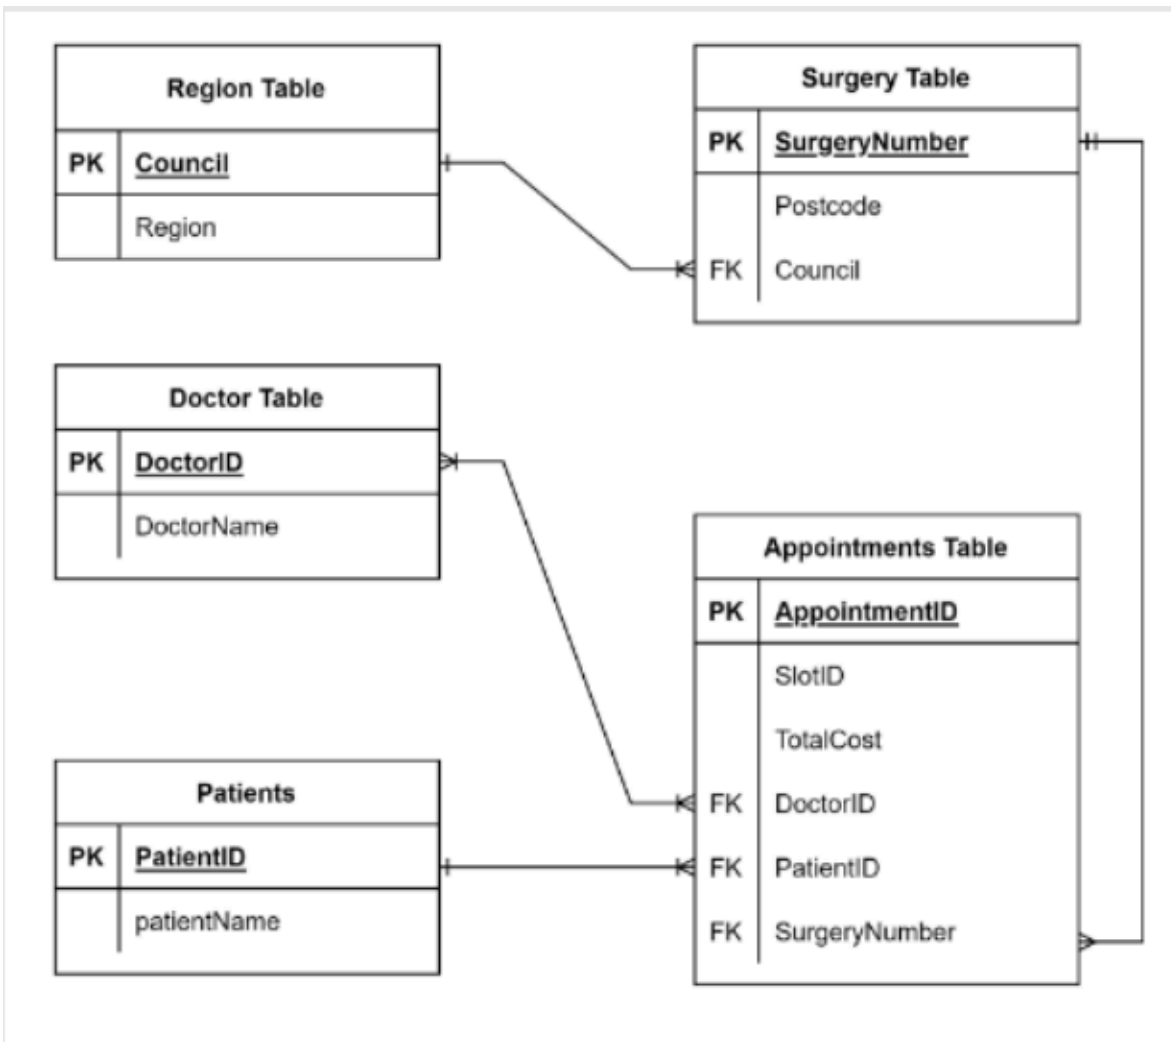 Region Table
PK Council
Region
Surgery Table
PK SurgeryNumber
Postcode
FK Council
Doctor Table
PK DoctorID
DoctorName
Appointments Table
PK AppointmentID
SlotID
TotalCost
FK DoctorID
FK PatientID
FK SurgeryNumber
Patients
PK PatientID
patientName